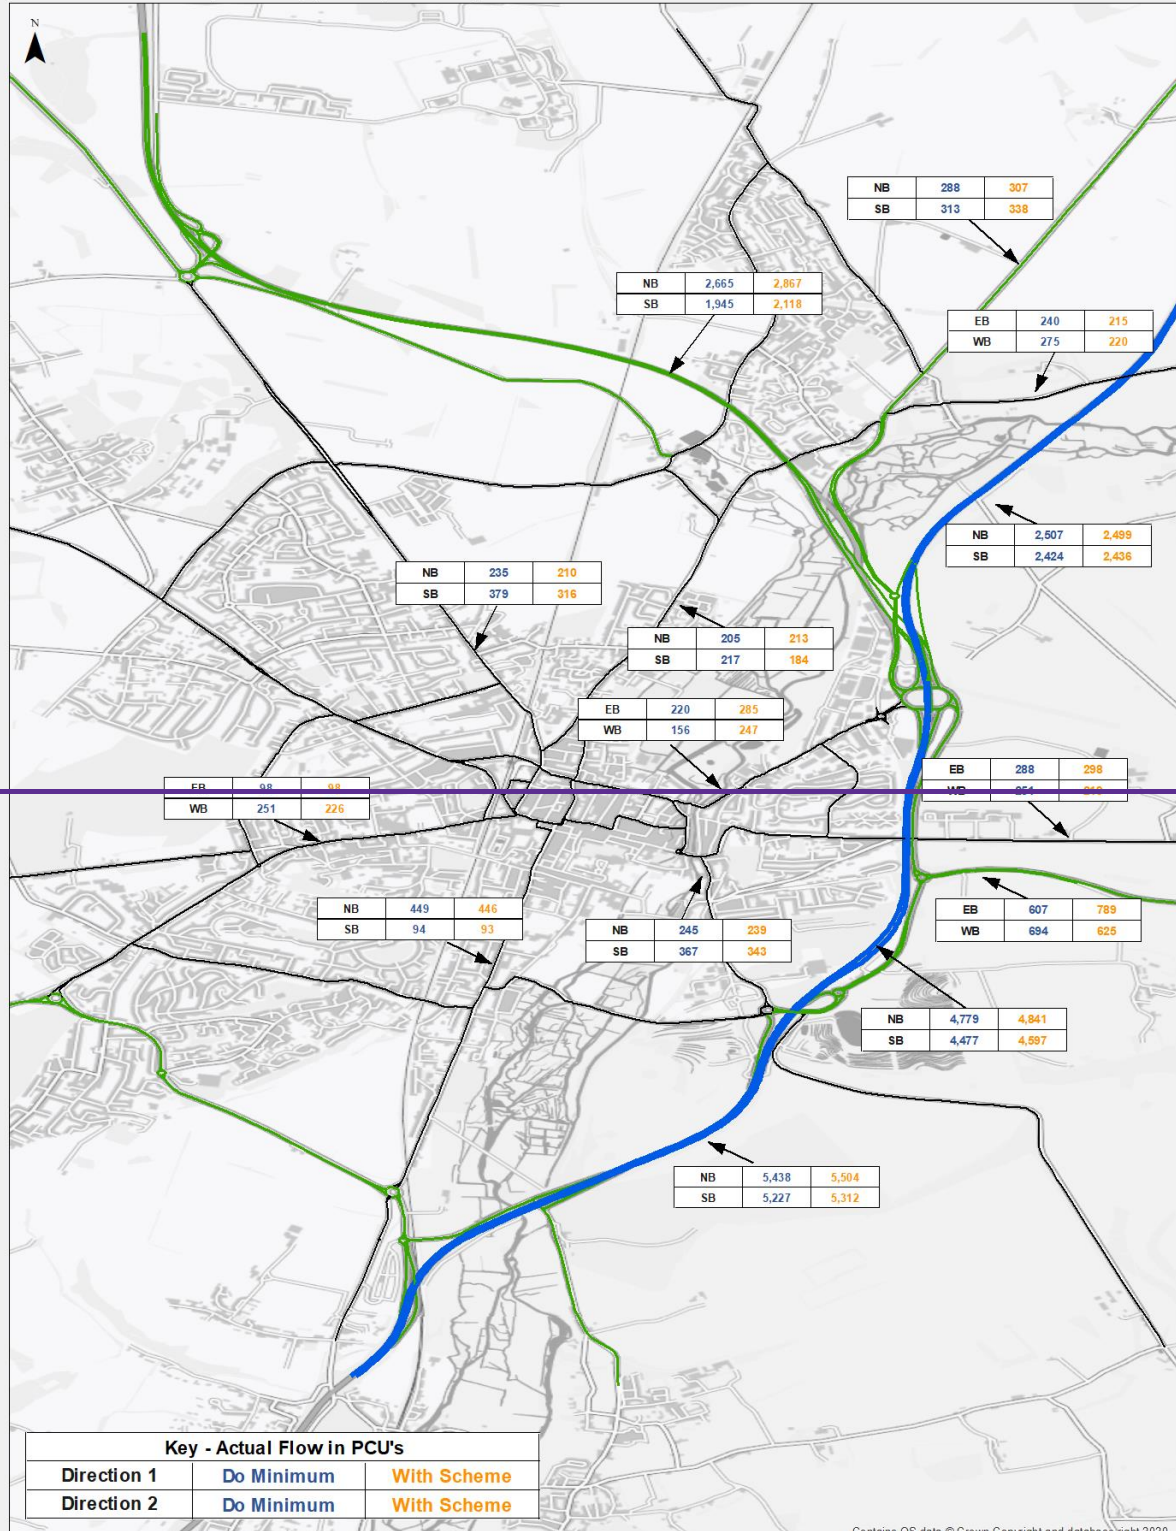 N
NB 288 307
SB 313 338
NB 2,665 2,867
SB 1,945 2,118
EB 240 215
WB 275 220
NB 2,507 2,499
SB 2,424 2,436
NB 235 210
SB 379 316
NB 205 213
SB 217 184
EB 220 285
WB 156 247
EB 288 298
EB 98 98
WB 251 226
EB 607 789
WB 694 625
NB 449 446
SB 94 93
NB 245 239
SB 367 343
NB 4,779 4,841
SB 4,477 4,597
NB 5,438 5,504
SB 5,227 5,312
Key - Actual Flow in PCU's
Direction 1 Do Minimum With Scheme
Direction 2 Do Minimum With Scheme